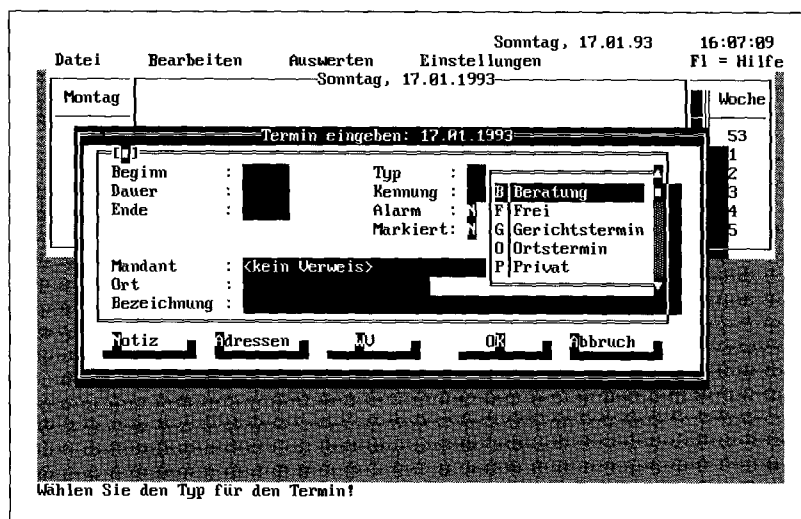 Sonntag, 17.01.93 16:07:09
Datei Bearbeiten Auswerten Einstellungen F1 = Hilfe
Sonntag, 17.01.1993
Montag Woche
Termin eingeben: 17.01.1993
53
Beginn : Typ : 1
2
Dauer : Kennung : B Beratung 3
Ende : Alarm : N F Frei 4
Markiert: N G Gerichtstermin 5
O Ortstermin
Mandant : <kein Verweis> P Privat
Ort :
Bezeichnung :
Notiz Adressen WV OK Abbruch
Wählen Sie den Typ für den Termin!